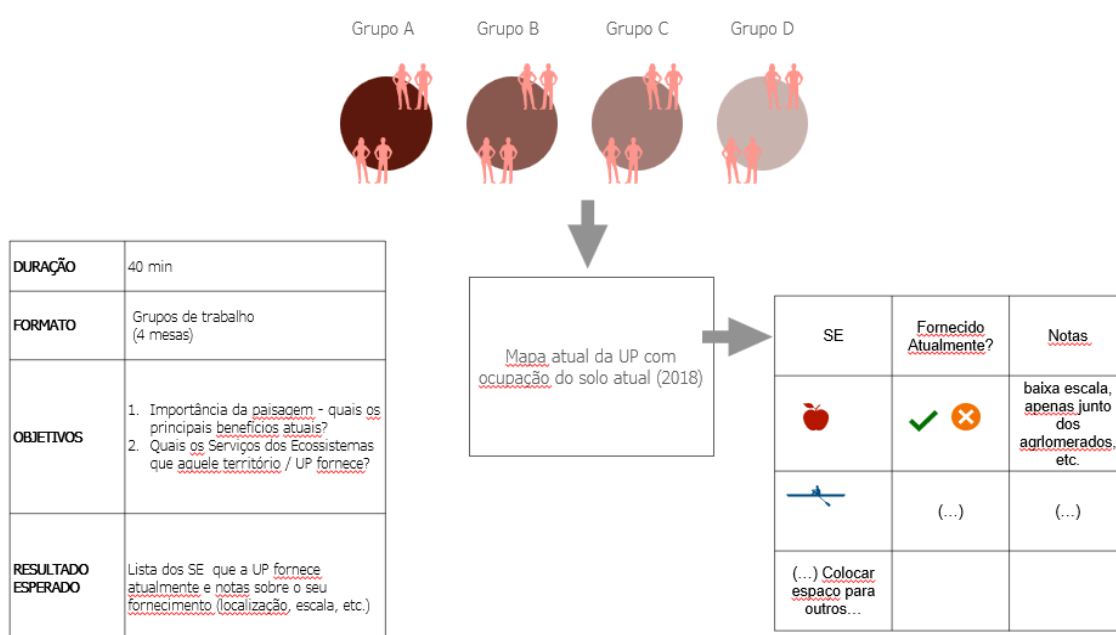 Grupo A
Grupo B
Grupo C
Grupo D
DURAÇÃO
40 min
FORMATO
Grupos de trabalho
(4 mesas)
OBJETIVOS
1. Importância da paisagem - quais os
principais benefícios atuais?
2. Quais os Serviços dos Ecossistemas
que aquele território / UP fornece?
RESULTADO
ESPERADO
Lista dos SE que a UP fornece
atualmente e notas sobre o seu
fornecimento (localização, escala, etc.)
Mapa atual da UP com
ocupação do solo atual (2018)
SE
Fornecido
Atualmente?
Notas
baixa escala,
apenas junto
dos
agrlomerados,
etc.
(...)
(...)
(...) Colocar
espaço para
outros...